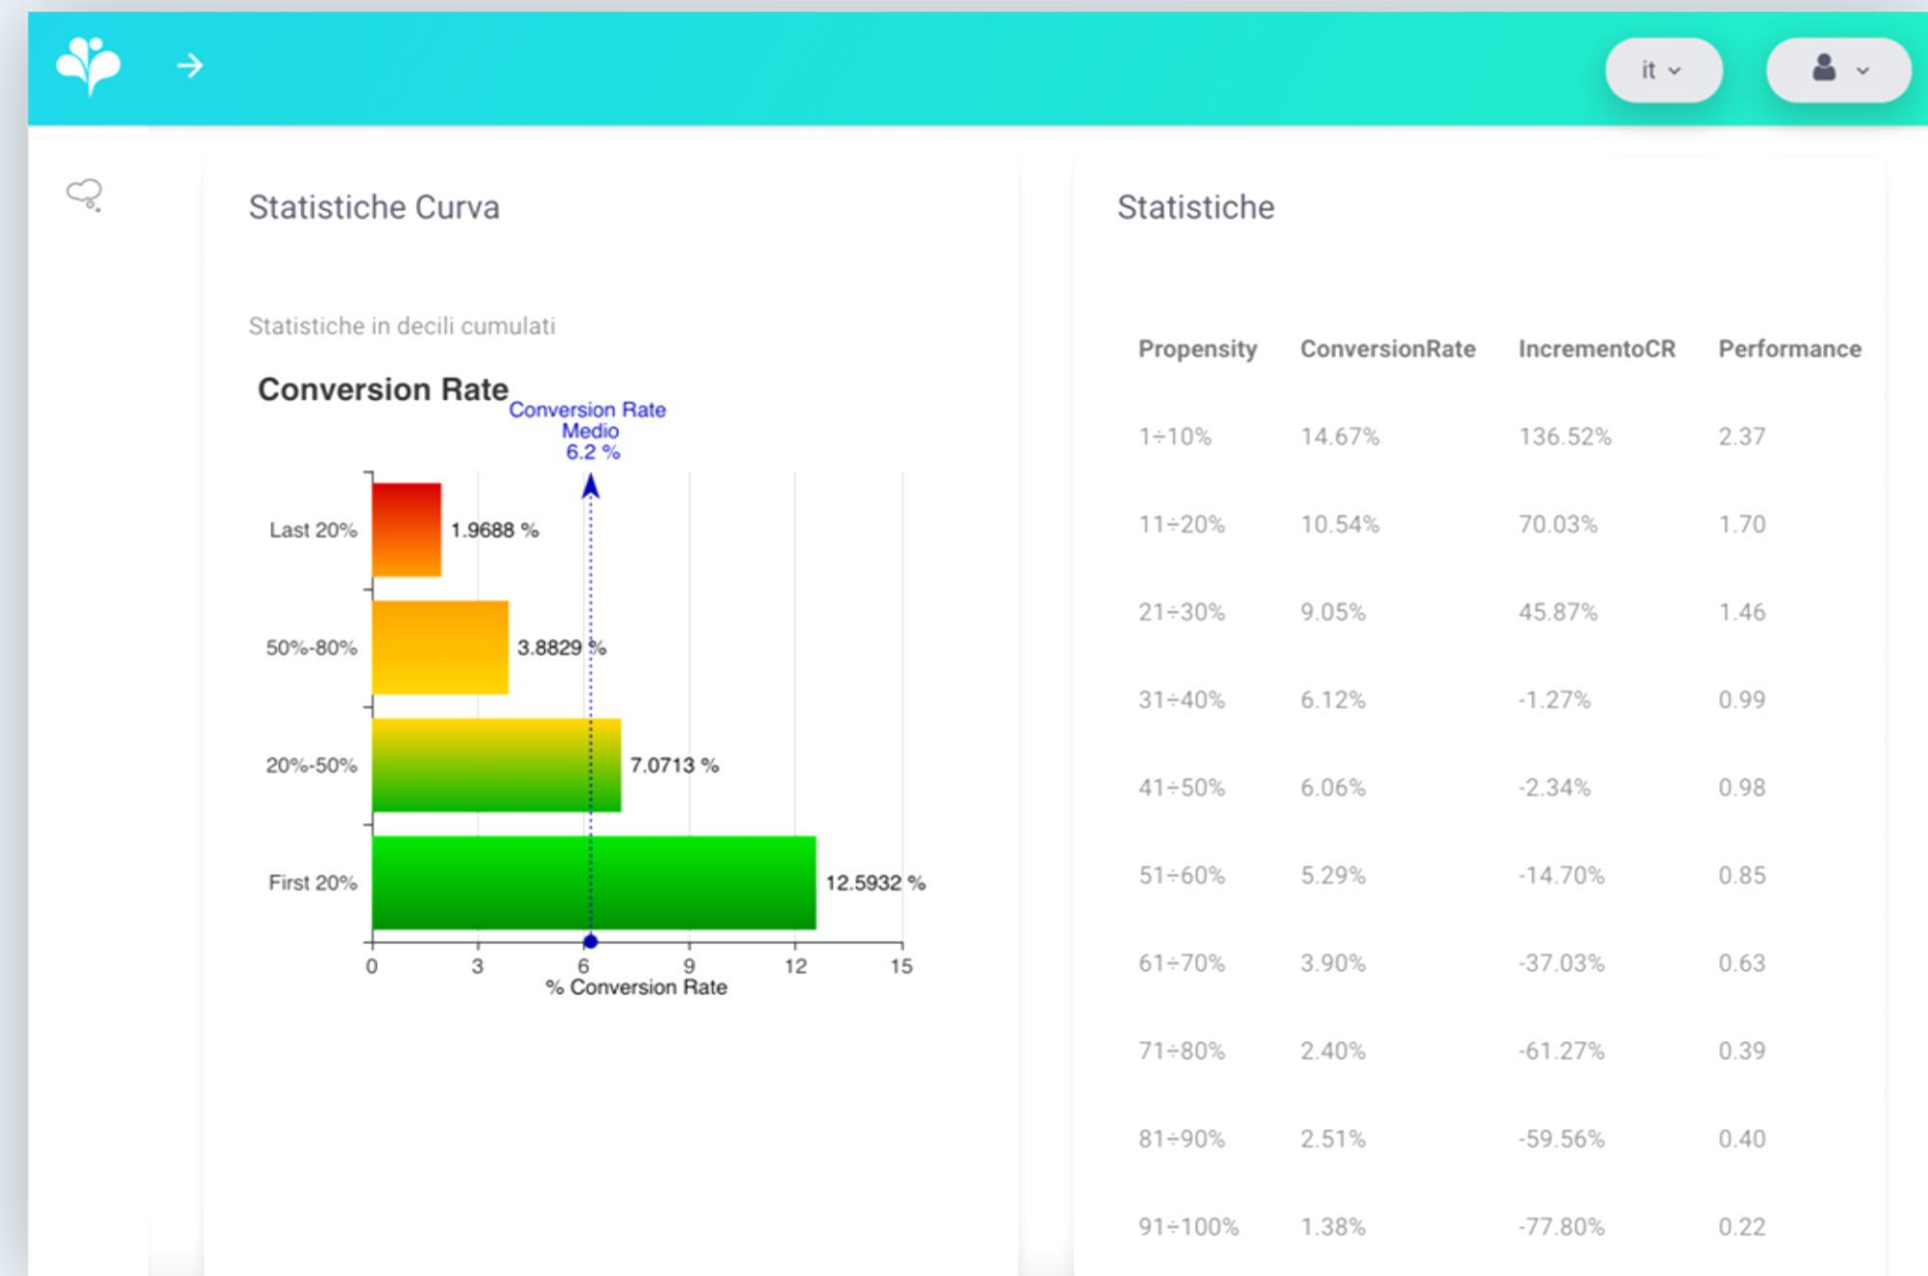 it
Statistiche Curva
Statistiche in decili cumulati
Conversion Rate
Conversion Rate
Medio
6.2 %
Last 20%
1.9688 %
50%-80%
3.8829 %
20%-50%
7.0713 %
First 20%
12.5932 %
0 3 6 9 12 15
% Conversion Rate
Statistiche
Propensity ConversionRate IncrementoCR Performance
1÷10% 14.67% 136.52% 2.37
11÷20% 10.54% 70.03% 1.70
21÷30% 9.05% 45.87% 1.46
31÷40% 6.12% -1.27% 0.99
41÷50% 6.06% -2.34% 0.98
51÷60% 5.29% -14.70% 0.85
61÷70% 3.90% -37.03% 0.63
71÷80% 2.40% -61.27% 0.39
81÷90% 2.51% -59.56% 0.40
91÷100% 1.38% -77.80% 0.22